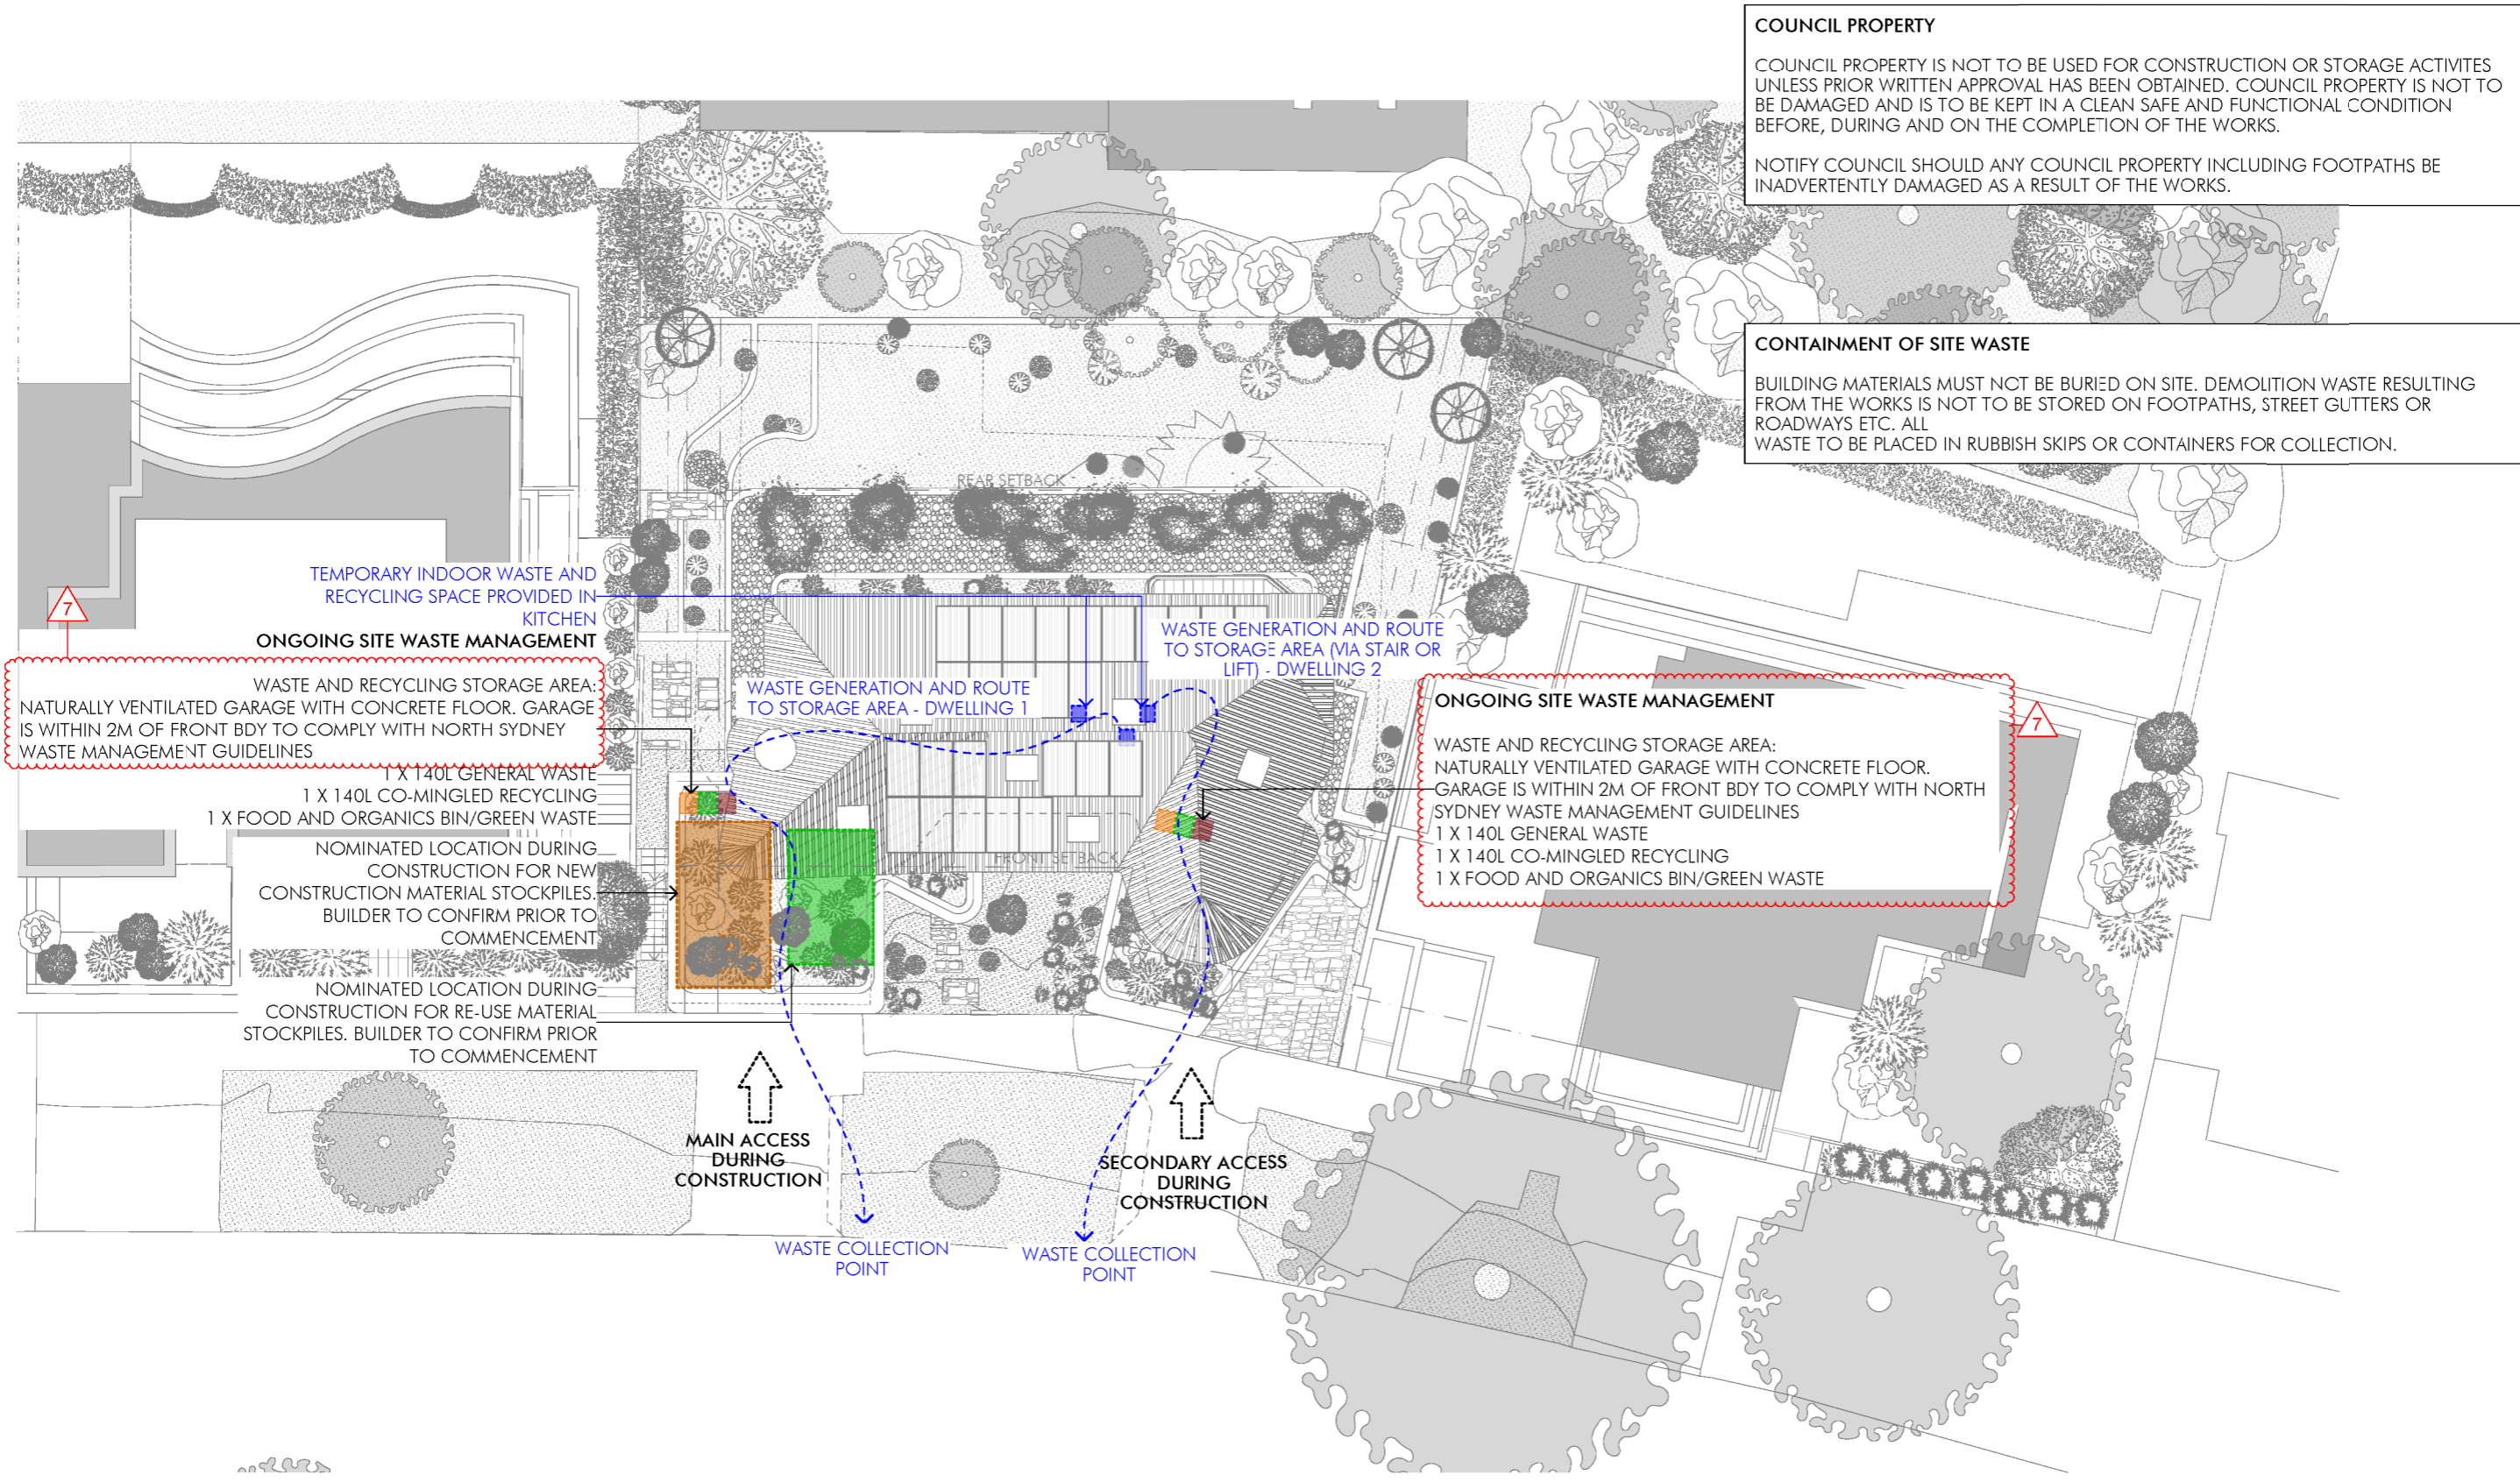 COUNCIL PROPERTY
COUNCIL PROPERTY IS NOT TO BE USED FOR CONSTRUCTION OR STORAGE ACTIVITES
UNLESS PRIOR WRITTEN APPROVAL HAS BEEN OBTAINED. COUNCIL PROPERTY IS NOT TO
BE DAMAGED AND IS TO BE KEPT IN A CLEAN SAFE AND FUNCTIONAL CONDITION
BEFORE, DURING AND ON THE COMPLETION OF THE WORKS.
NOTIFY COUNCIL SHOULD ANY COUNCIL PROPERTY INCLUDING FOOTPATHS BE
INADVERTENTLY DAMAGED AS A RESULT OF THE WORKS.
CONTAINMENT OF SITE WASTE
BUILDING MATERIALS MUST NOT BE BURIED ON SITE. DEMOLITION WASTE RESULTING
FROM THE WORKS IS NOT TO BE STORED ON FOOTPATHS, STREET GUTTERS OR
ROADWAYS ETC. ALL
WASTE TO BE PLACED IN RUBBISH SKIPS OR CONTAINERS FOR COLLECTION.
REAR SETBACK
TEMPORARY INDOOR WASTE AND
RECYCLING SPACE PROVIDED IN
KITCHEN
7
ONGOING SITE WASTE MANAGEMENT
WASTE AND RECYCLING STORAGE AREA:
NATURALLY VENTILATED GARAGE WITH CONCRETE FLOOR. GARAGE
IS WITHIN 2M OF FRONT BDY TO COMPLY WITH NORTH SYDNEY
WASTE MANAGEMENT GUIDELINES
1 X 140L GENERAL WASTE
1 X 140L CO-MINGLED RECYCLING
1 X FOOD AND ORGANICS BIN/GREEN WASTE
NOMINATED LOCATION DURING
CONSTRUCTION FOR NEW
CONSTRUCTION MATERIAL STOCKPILES.
BUILDER TO CONFIRM PRIOR TO
COMMENCEMENT
NOMINATED LOCATION DURING
CONSTRUCTION FOR RE-USE MATERIAL
STOCKPILES. BUILDER TO CONFIRM PRIOR
TO COMMENCEMENT
WASTE GENERATION AND ROUTE
TO STORAGE AREA - DWELLING 1
WASTE GENERATION AND ROUTE
TO STORAGE AREA (VIA STAIR OR
LIFT) - DWELLING 2
FRONT SETBACK
ONGOING SITE WASTE MANAGEMENT
WASTE AND RECYCLING STORAGE AREA:
NATURALLY VENTILATED GARAGE WITH CONCRETE FLOOR.
GARAGE IS WITHIN 2M OF FRONT BDY TO COMPLY WITH NORTH
SYDNEY WASTE MANAGEMENT GUIDELINES
1 X 140L GENERAL WASTE
1 X 140L CO-MINGLED RECYCLING
1 X FOOD AND ORGANICS BIN/GREEN WASTE
7
MAIN ACCESS
DURING
CONSTRUCTION
SECONDARY ACCESS
DURING
CONSTRUCTION
WASTE COLLECTION
POINT
WASTE COLLECTION
POINT